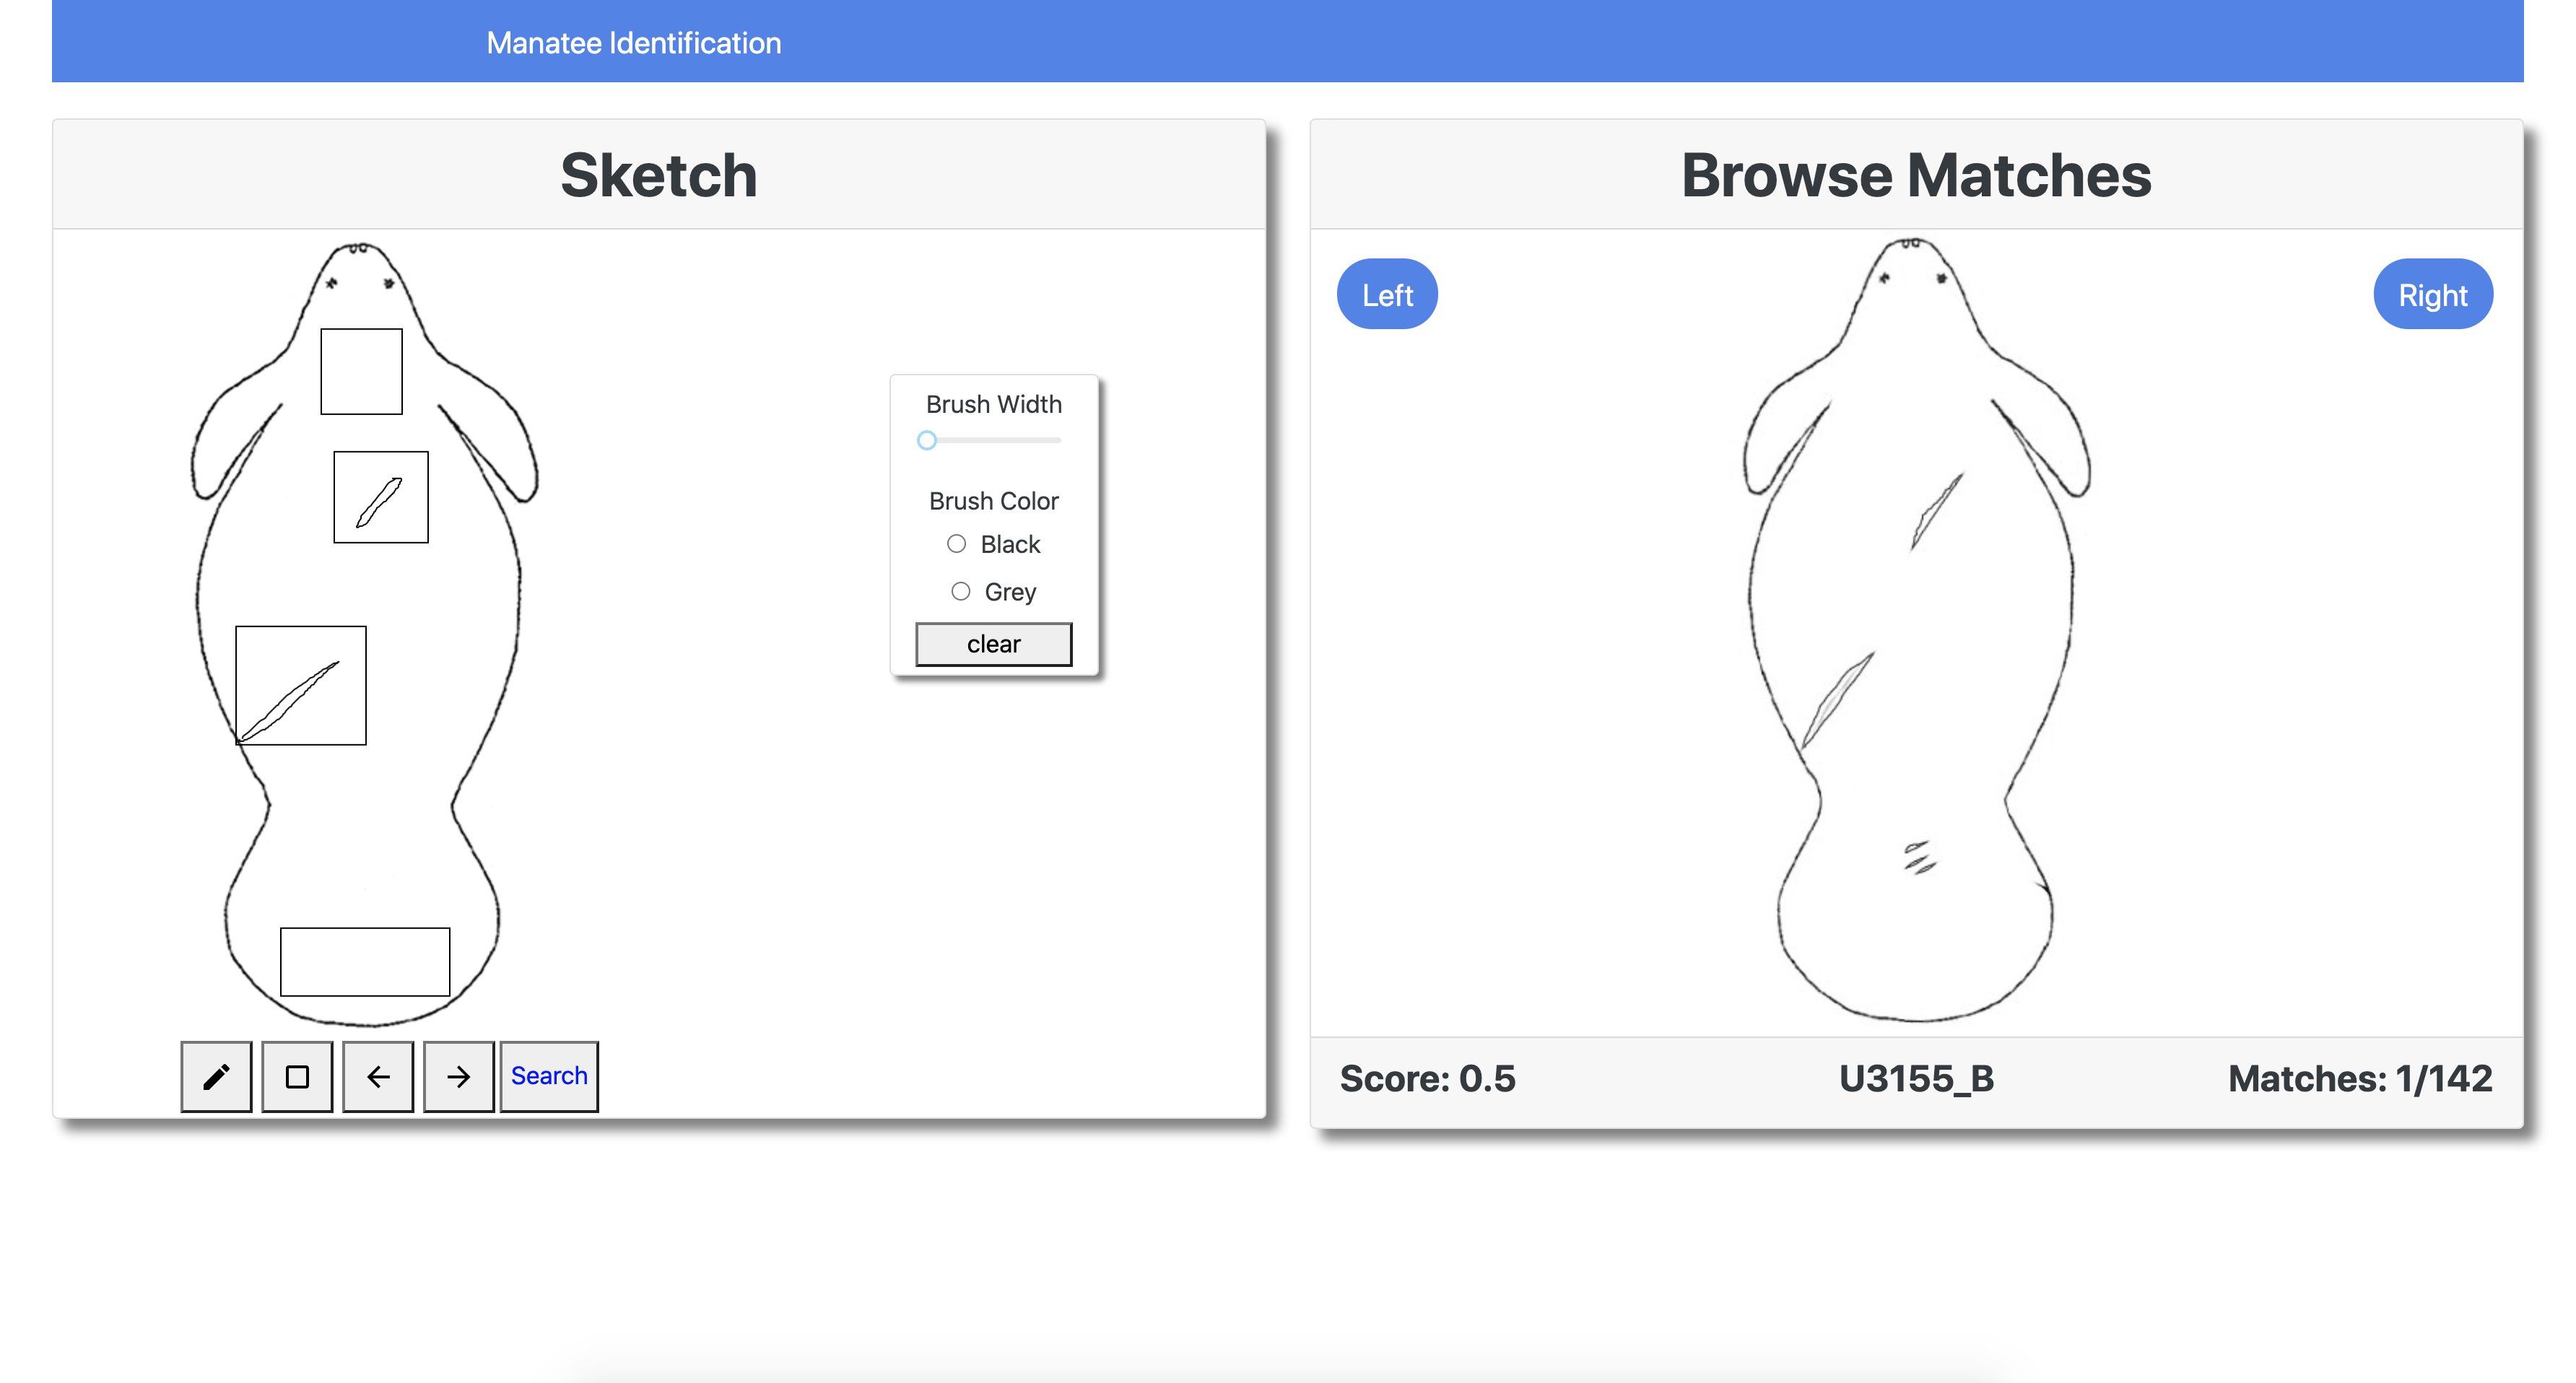 Manatee Identification
Sketch
Brush Width
Brush Color
Black
Grey
clear
Search
Browse Matches
Left
Right
Score: 0.5
U3155_B
Matches: 1/142